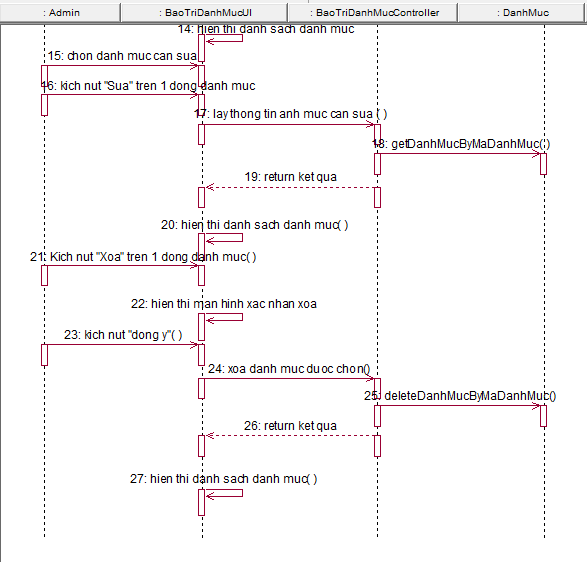 : Admin
: BaoTriDanhMucUI
: BaoTriDanhMucController
: DanhMuc
14: hien thi danh sach danh muc
15: chon danh muc can sua
16: kich nut "Sua" tren 1 dong danh muc
17: lay thong tin anh muc can sua ( )
18: getDanhMucByMaDanhMuc( )
19: return ket qua
20: hien thi danh sach danh muc( )
21: Kich nut "Xoa" tren 1 dong danh muc( )
22: hien thi man hinh xac nhan xoa
23: kich nut "dong y"( )
24: xoa danh muc duoc chon()
25: deleteDanhMucByMaDanhMuc()
26: return ket qua
27: hien thi danh sach danh muc( )